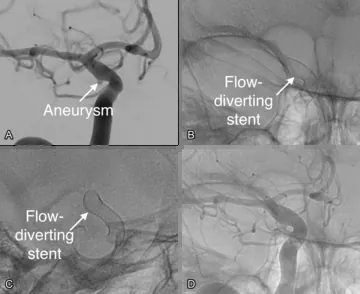 Aneurysm
A
Flow-
diverting
stent
B
Flow-
diverting
stent
C
D